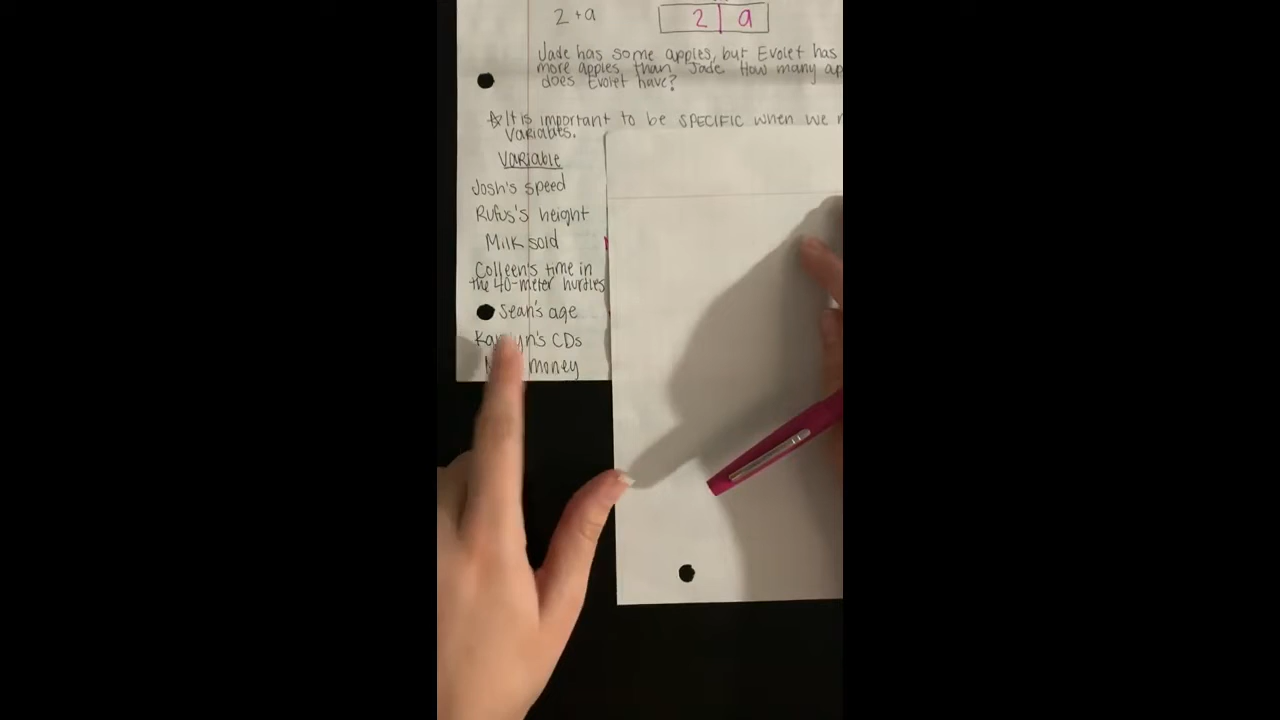 2 + a
2 a
Jade has some apples, but Evolet has
more apples than Jade. How many ap
does Evolet have?
☆It is important to be SPECIFIC when we
variables.
Variable
Josh's speed
Rufus's height
Milk sold
Colleen's time in
the 40-meter hurdles
Sean's age
CDs
money